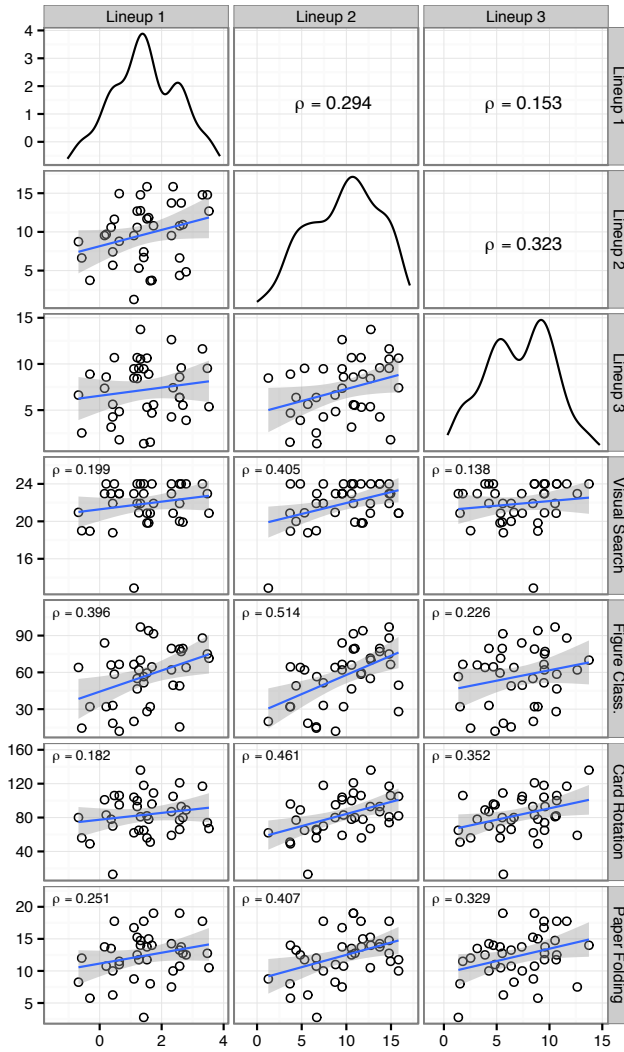 Lineup 1 Lineup 2 Lineup 3
4
3
2
1
0
ρ = 0.294 ρ = 0.153
Lineup 1
15
10
5
ρ = 0.323
Lineup 2
15
10
5
Lineup 3
24
20
16
ρ = 0.199 ρ = 0.405 ρ = 0.138
Visual Search
90
60
30
ρ = 0.396 ρ = 0.514 ρ = 0.226
Figure Class.
160
120
80
40
ρ = 0.182 ρ = 0.461 ρ = 0.352
Card Rotation
20
15
10
5
ρ = 0.251 ρ = 0.407 ρ = 0.329
Paper Folding
0 2 4 0 5 10 15 0 5 10 15